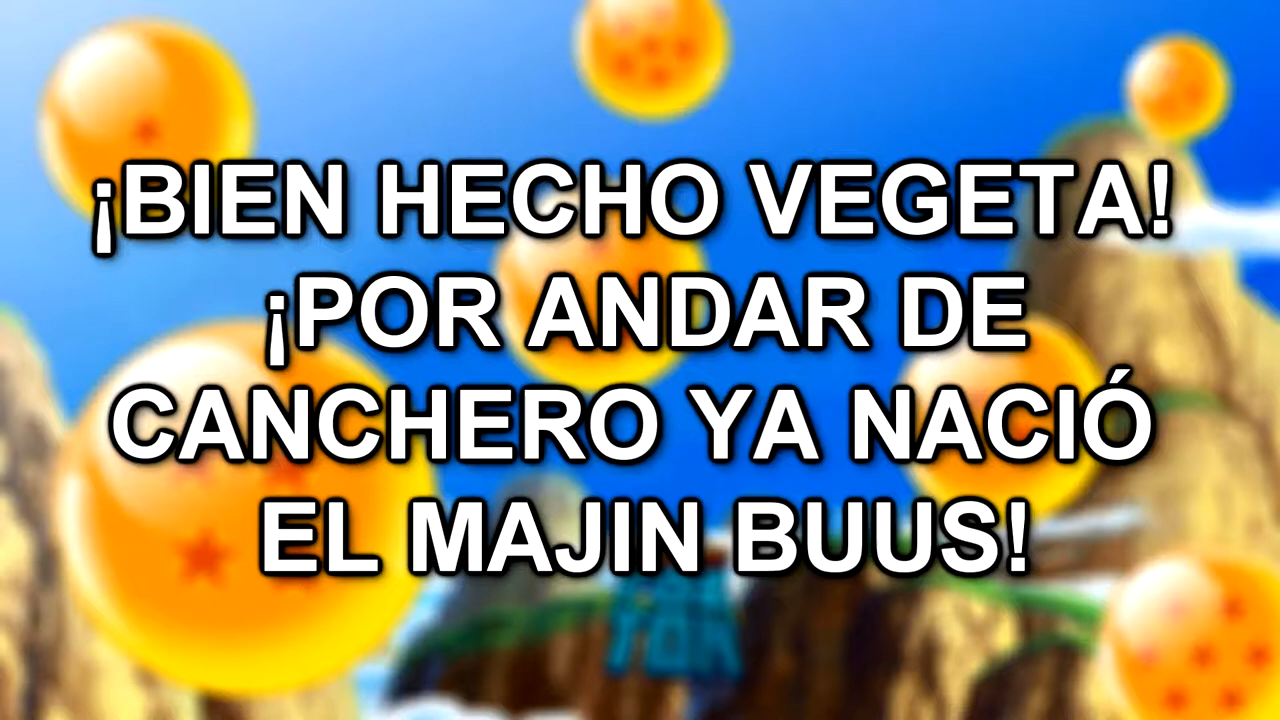 ¡BIEN HECHO VEGETA!
¡POR ANDAR DE
CANCHERO YA NACIÓ
EL MAJIN BUUS!